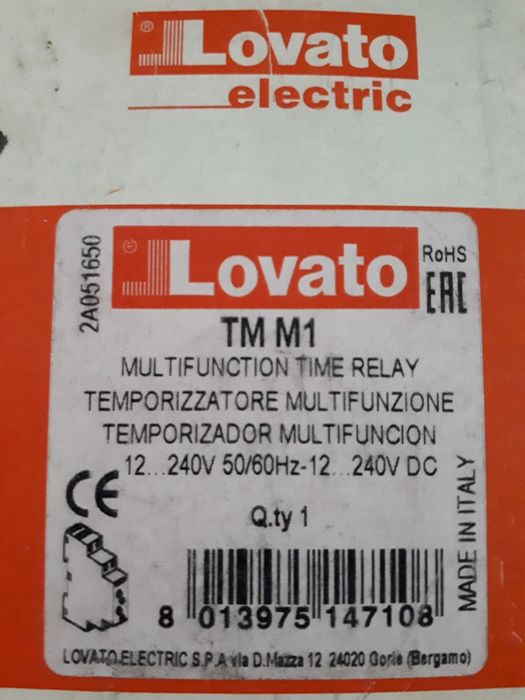 Lovato
electric
2A051650
Lovato
RoHS
EAC
TM M1
MULTIFUNCTION TIME RELAY
TEMPORIZZATORE MULTIFUNZIONE
TEMPORIZADOR MULTIFUNCION
12...240V 50/60Hz-12...240V DC
CE
Q.ty 1
MADE IN ITALY
8 013975 147108
LOVATO ELECTRIC S.P.A via D.Mazza 12 24020 Gorle (Bergamo)